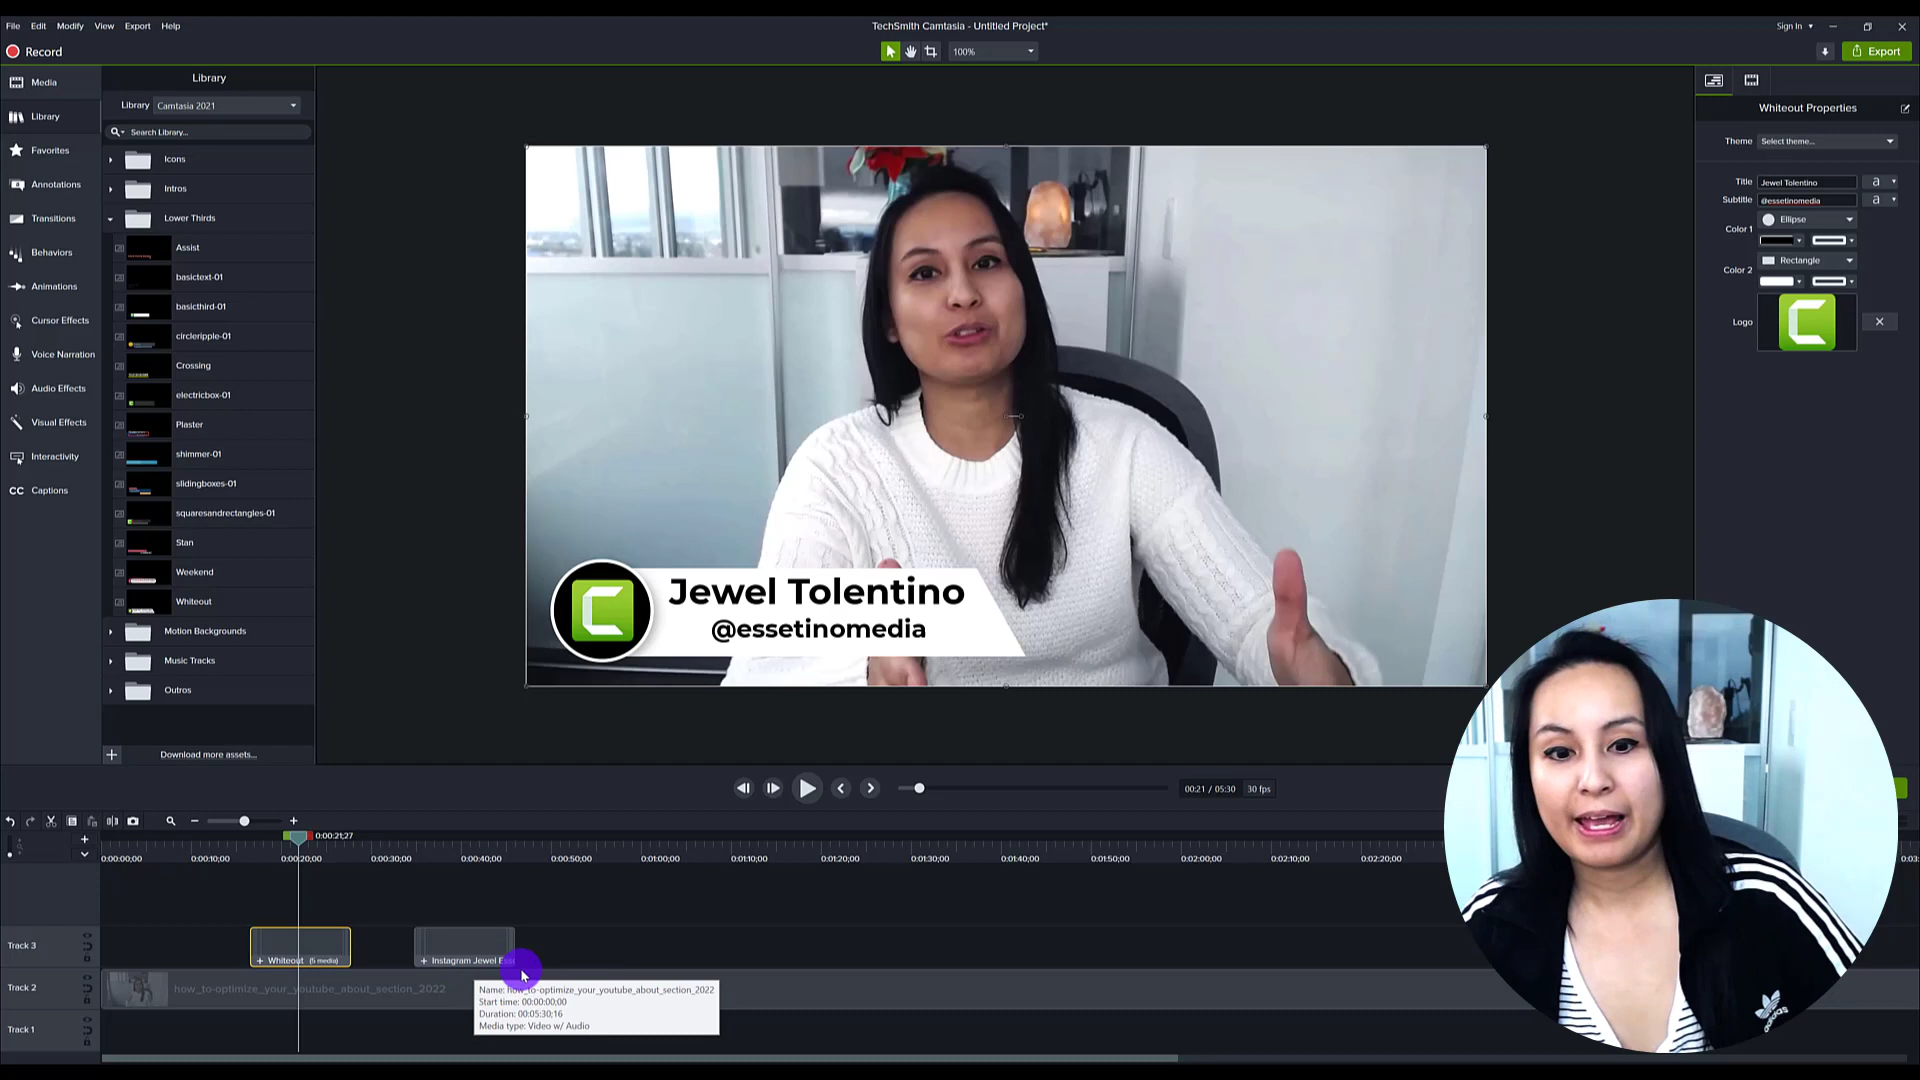 File Edit Modify View Export Help
TechSmith Camtasia - Untitled Project*
Sign In
Record
100%
Export
Media
Library
Favorites
Annotations
Transitions
Behaviors
Animations
Cursor Effects
Voice Narration
Audio Effects
Visual Effects
Interactivity
CC Captions
Library
Library Camtasia 2021
Search Library...
Icons
Intros
Lower Thirds
Assist
basictext-01
basicthird-01
circleripple-01
Crossing
electricbox-01
Plaster
shimmer-01
slidingboxes-01
squaresandrectangles-01
Stan
Weekend
Whiteout
Motion Backgrounds
Music Tracks
Outros
Download more assets...
Jewel Tolentino
@essetinomedia
Whiteout Properties
Theme Select theme...
Title Jewel Tolentino a
Subtitle @essetinomedia a
Color 1 Ellipse
Color 2 Rectangle
Logo
00:21 / 05:30 30 fps
0:00:21;27
0:00:00;00 0:00:10;00 0:00:20;00 0:00:30;00 0:00:40;00 0:00:50;00 0:01:00;00 0:01:10;00 0:01:20;00 0:01:30;00 0:01:40;00 0:01:50;00 0:02:00;00 0:02:10;00 0:02:20;00
Track 3
Whiteout (5 media)
Instagram Jewel
Track 2
how_to-optimize_your_youtube_about_section_2022
Name: how_to-optimize_your_youtube_about_section_2022
Start time: 00:00:00;00
Duration: 00:05:30;16
Media type: Video w/ Audio
Track 1
adidas